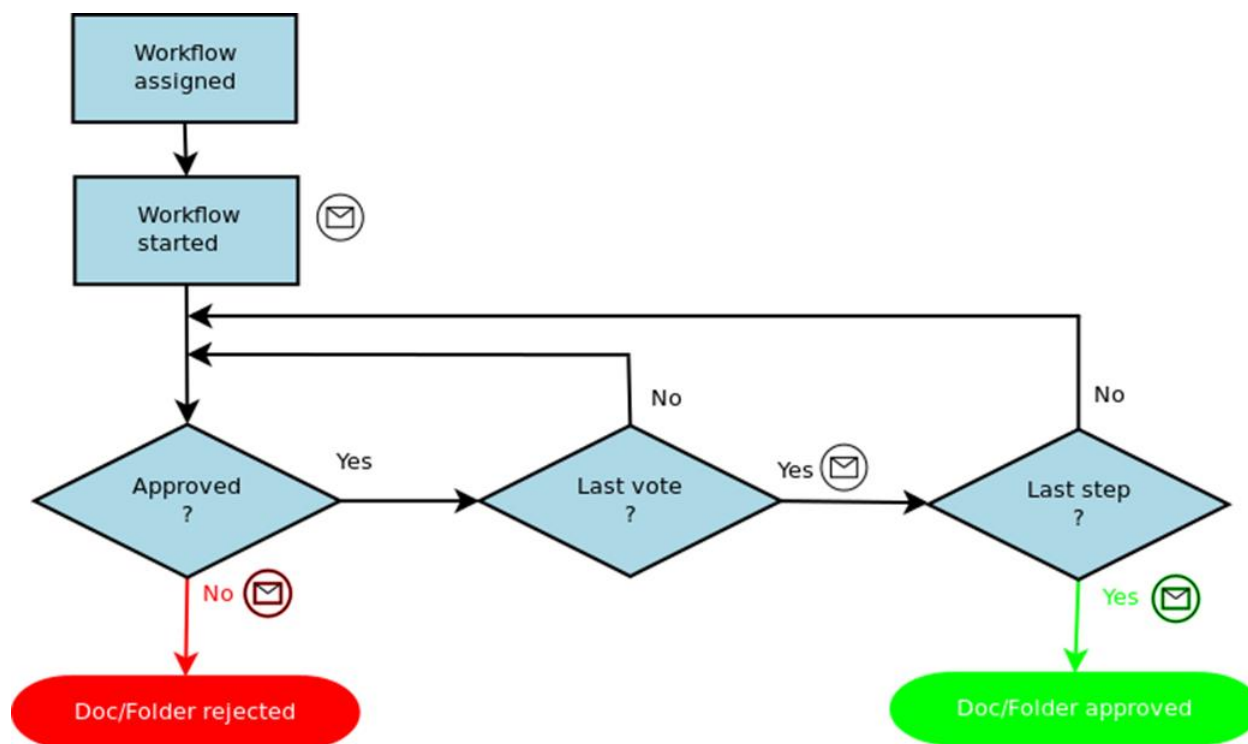 Workflow
assigned
Workflow
started
No
No
Yes
Yes
Approved
?
Last vote
?
Last step
?
No
Yes
Doc/Folder rejected
Doc/Folder approved